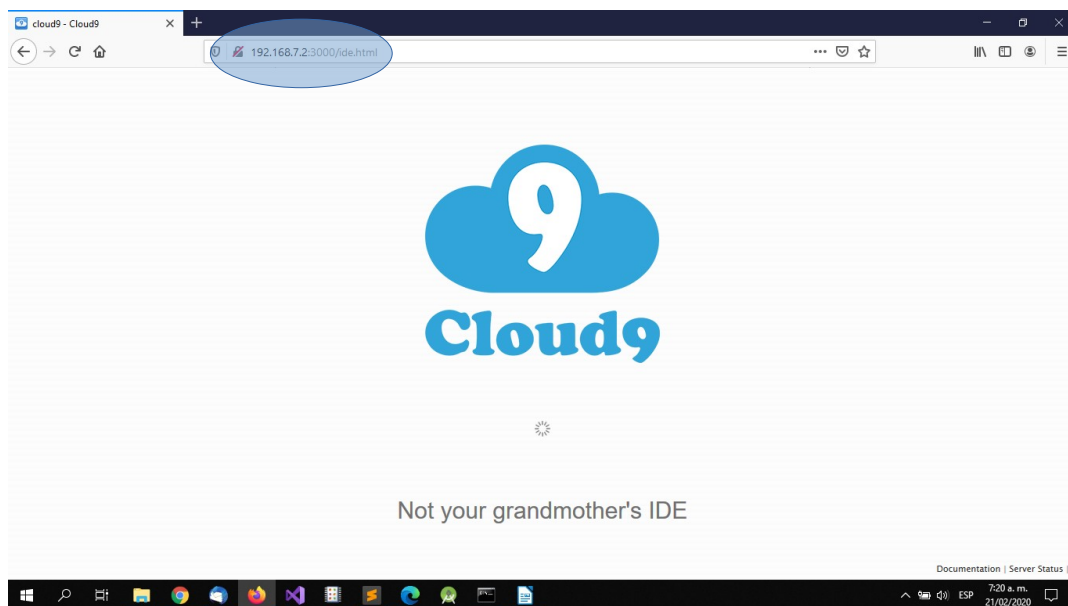 cloud9 - Cloud9
192.168.7.2:3000/ide.html
9
Cloud9
Not your grandmother's IDE
Documentation | Server Status |
ESP
7:20 a. m.
21/02/2020